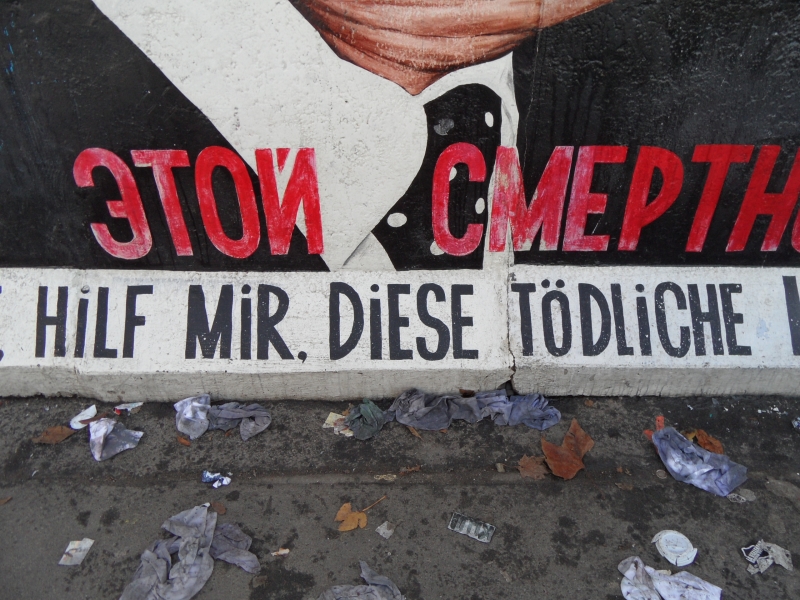 ЭТОЙ СМЕРТН
, HILF MIR, DIESE TÖDLICHE